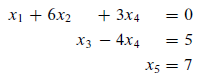 x₁ + 6x₂ + 3x₄ = 0
x₃ − 4x₄ = 5
x₅ = 7